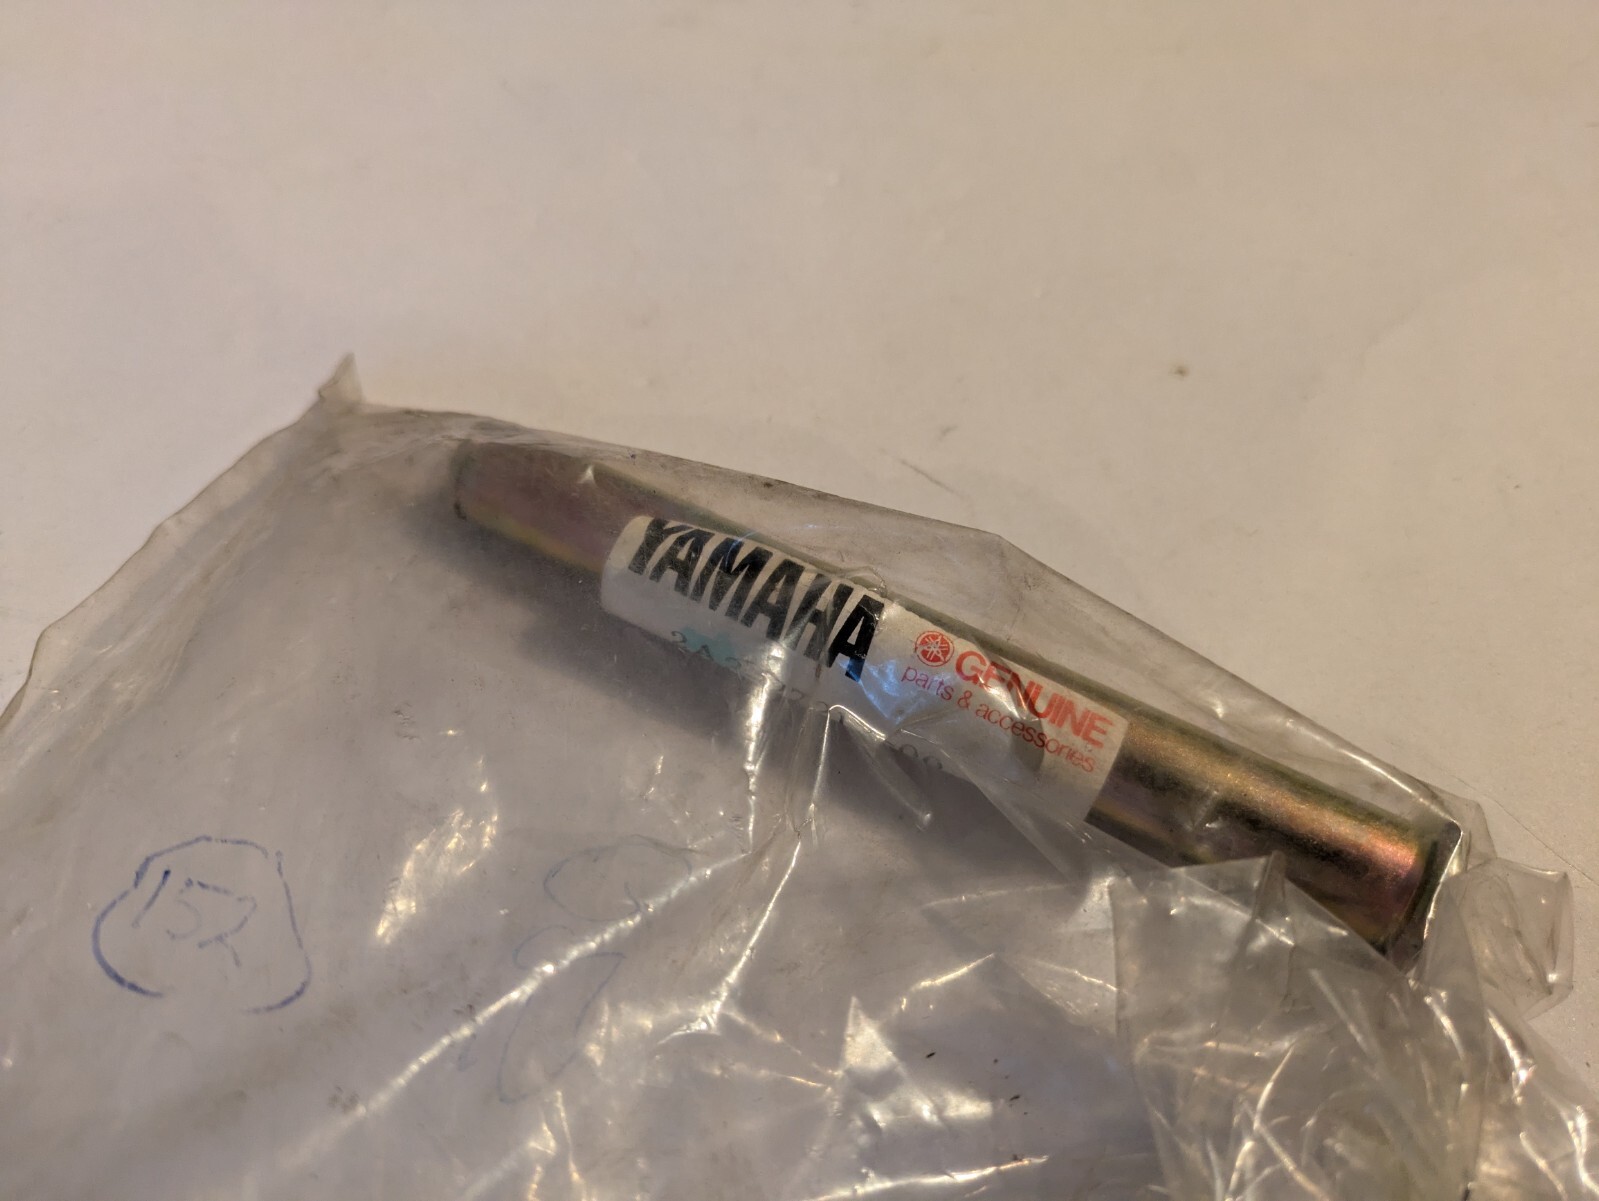 YAMAHA
GENUINE
parts & accessories
152